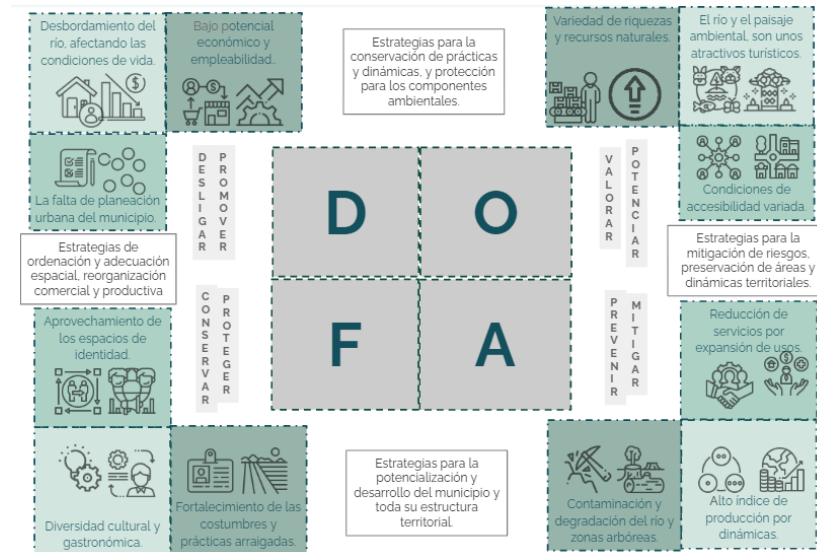 Desbordamiento del
río, afectando las
condiciones de vida.
Bajo potencial
económico y
empleabilidad.
Estrategias para la
conservación de prácticas
y dinámicas, y protección
para los componentes
ambientales.
Variedad de riquezas
y recursos naturales.
El río y el paisaje
ambiental, son unos
atractivos turísticos.
La falta de planeación
urbana del municipio.
DESLIGAR
PROMOVER
D
O
VALORAR
POTENCIAR
Condiciones de
accesibilidad variada.
Estrategias de
ordenación y adecuación
espacial, reorganización
comercial y productiva
Estrategias para la
mitigación de riesgos,
preservación de áreas y
dinámicas territoriales.
Aprovechamiento de
los espacios de
identidad.
CONSERVAR
PROTEGER
F
A
PREVENIR
MITIGAR
Reducción de
servicios por
expansión de usos.
Diversidad cultural y
gastronómica.
Fortalecimiento de las
costumbres y
prácticas arraigadas.
Estrategias para la
potencialización y
desarrollo del municipio y
toda su estructura
territorial.
Contaminación y
degradación del río y
zonas arbóreas.
Alto índice de
producción por
dinámicas.